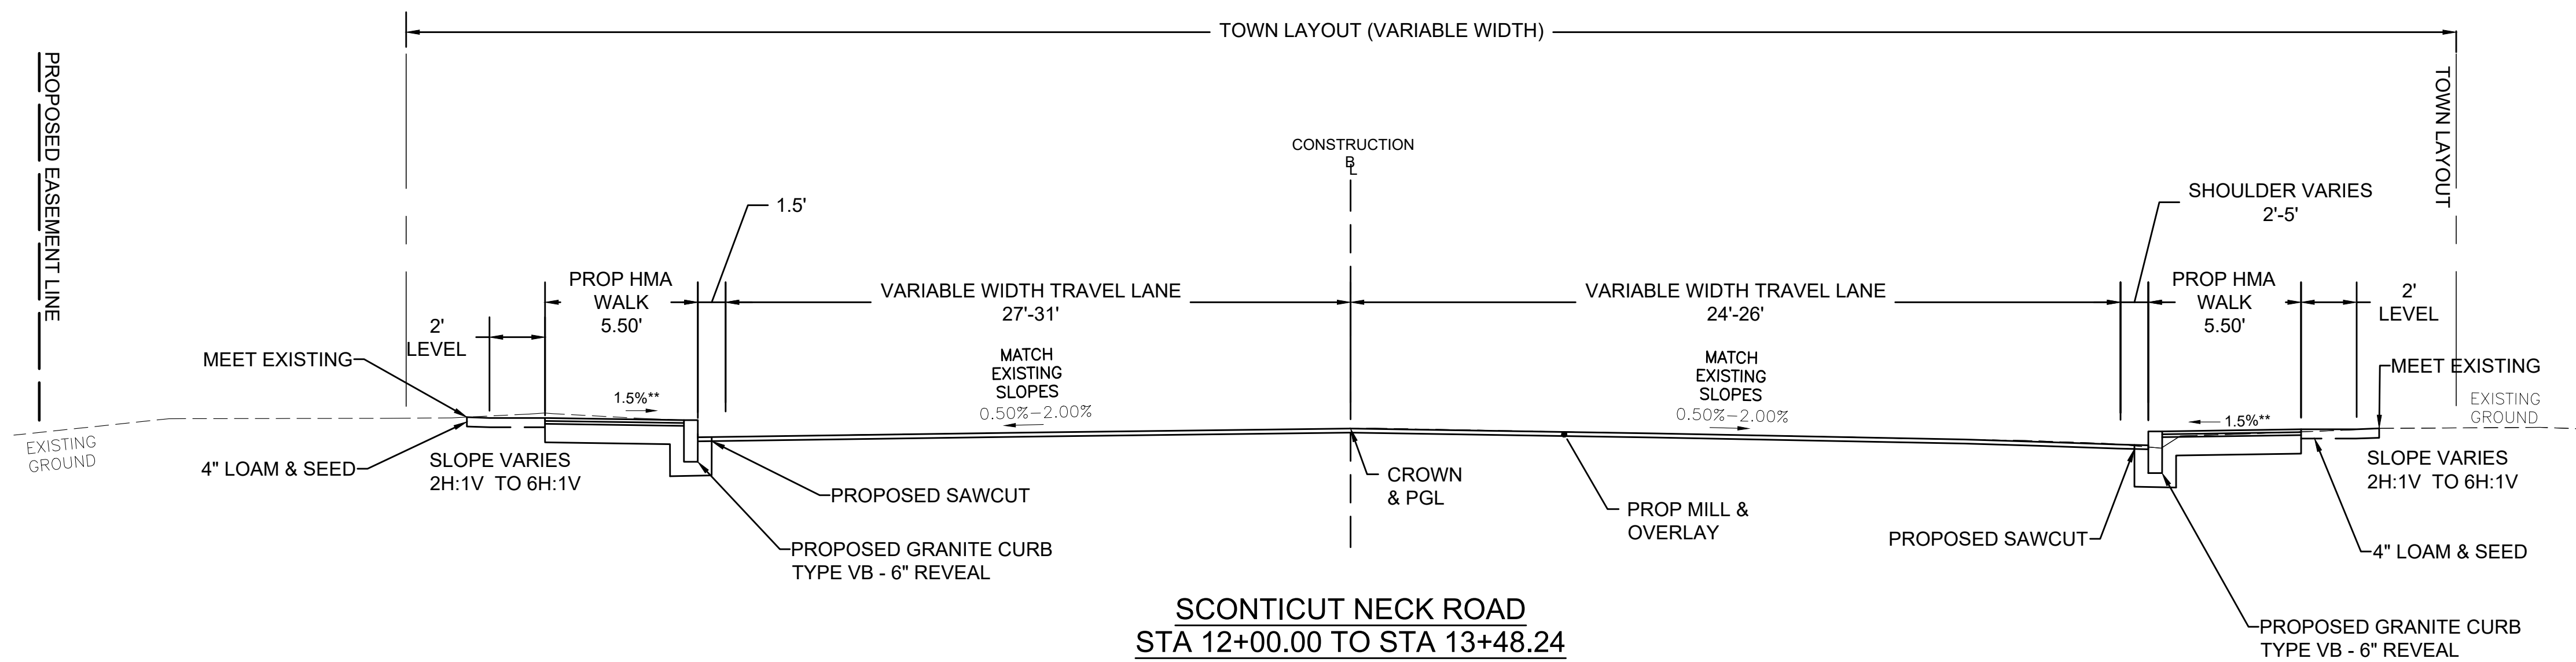 TOWN LAYOUT (VARIABLE WIDTH)
PROPOSED EASEMENT LINE
TOWN LAYOUT
CONSTRUCTION
BL
1.5'
SHOULDER VARIES
2'-5'
PROP HMA
WALK
5.50'
VARIABLE WIDTH TRAVEL LANE
27'-31'
VARIABLE WIDTH TRAVEL LANE
24'-26'
PROP HMA
WALK
5.50'
2'
LEVEL
2'
LEVEL
MEET EXISTING
MATCH
EXISTING
SLOPES
0.50%-2.00%
MATCH
EXISTING
SLOPES
0.50%-2.00%
MEET EXISTING
1.5%**
1.5%**
EXISTING
GROUND
EXISTING
GROUND
4" LOAM & SEED
SLOPE VARIES
2H:1V TO 6H:1V
PROPOSED SAWCUT
CROWN
& PGL
PROP MILL &
OVERLAY
PROPOSED SAWCUT
SLOPE VARIES
2H:1V TO 6H:1V
4" LOAM & SEED
PROPOSED GRANITE CURB
TYPE VB - 6" REVEAL
PROPOSED GRANITE CURB
TYPE VB - 6" REVEAL
SCONTICUT NECK ROAD
STA 12+00.00 TO STA 13+48.24